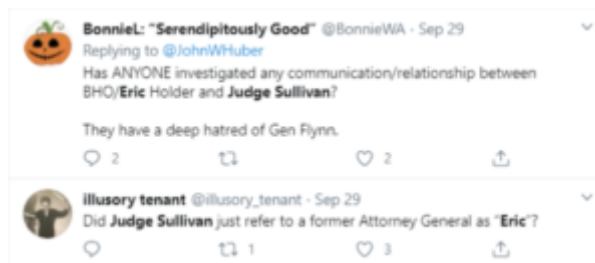 BonnieL: "Serendipitously Good" @BonnieWA · Sep 29
Replying to @JohnWHuber
Has ANYONE investigated any communication/relationship between
BHO/Eric Holder and Judge Sullivan?
They have a deep hatred of Gen Flynn.
2 2
illusory tenant @illusory_tenant · Sep 29
Did Judge Sullivan just refer to a former Attorney General as "Eric"?
1 3